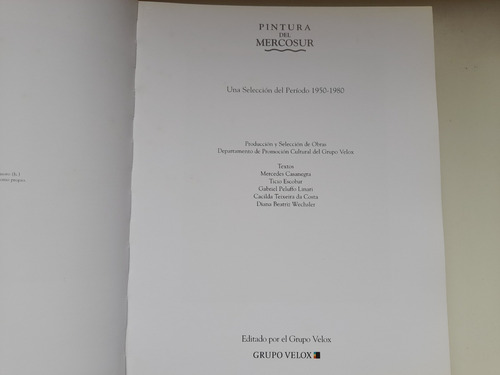 PINTURA
DEL
MERCOSUR
Una Selección del Período 1950-1980
Producción y Selección de Obras
Departamento de Promoción Cultural del Grupo Velox
Textos
Mercedes Casanegra
Ticio Escobar
Gabriel Peluffo Linari
Cacilda Teixeira da Costa
Diana Beatriz Wechsler
Editado por el Grupo Velox
GRUPO VELOX